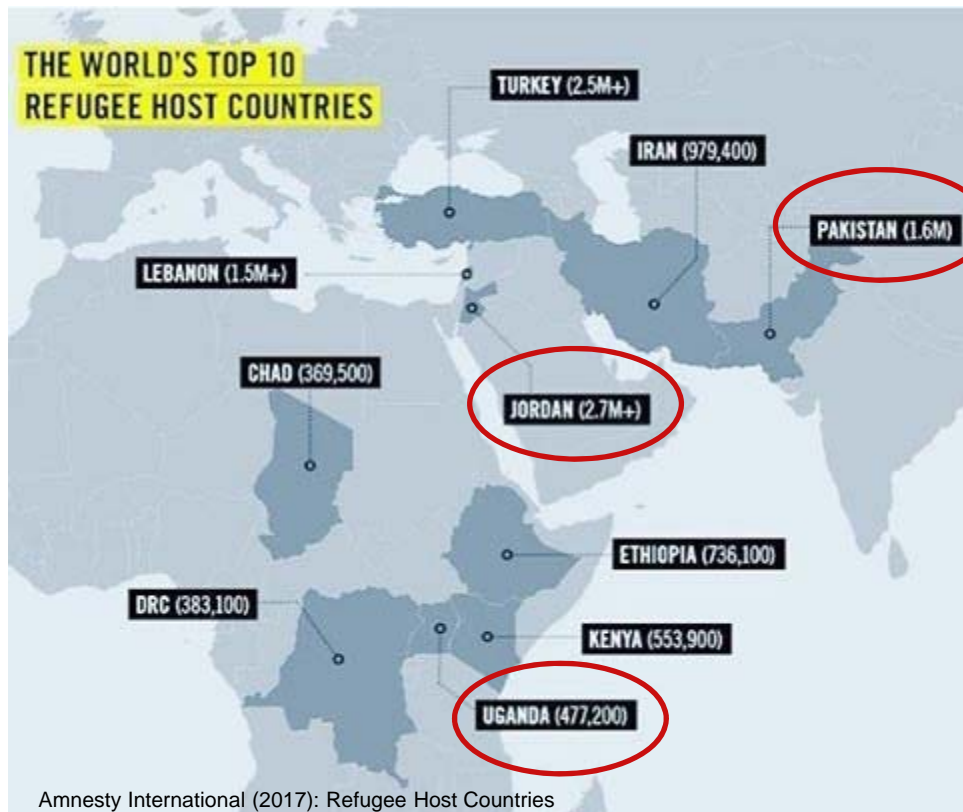 THE WORLD'S TOP 10
REFUGEE HOST COUNTRIES
TURKEY (2.5M+)
IRAN (979,400)
PAKISTAN (1.6M)
LEBANON (1.5M+)
CHAD (369,500)
JORDAN (2.7M+)
ETHIOPIA (736,100)
DRC (383,100)
KENYA (553,900)
UGANDA (477,200)
Amnesty International (2017): Refugee Host Countries